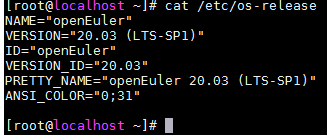 [root@localhost ~]# cat /etc/os-release
NAME="openEuler"
VERSION="20.03 (LTS-SP1)"
ID="openEuler"
VERSION_ID="20.03"
PRETTY_NAME="openEuler 20.03 (LTS-SP1)"
ANSI_COLOR="0;31"
[root@localhost ~]#